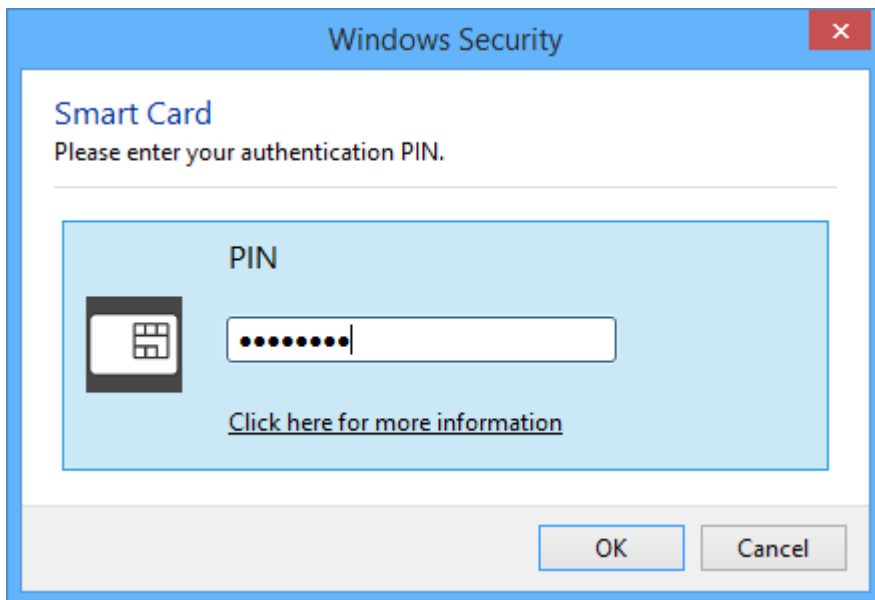 Windows Security
Smart Card
Please enter your authentication PIN.
PIN
••••••••
Click here for more information
OK
Cancel